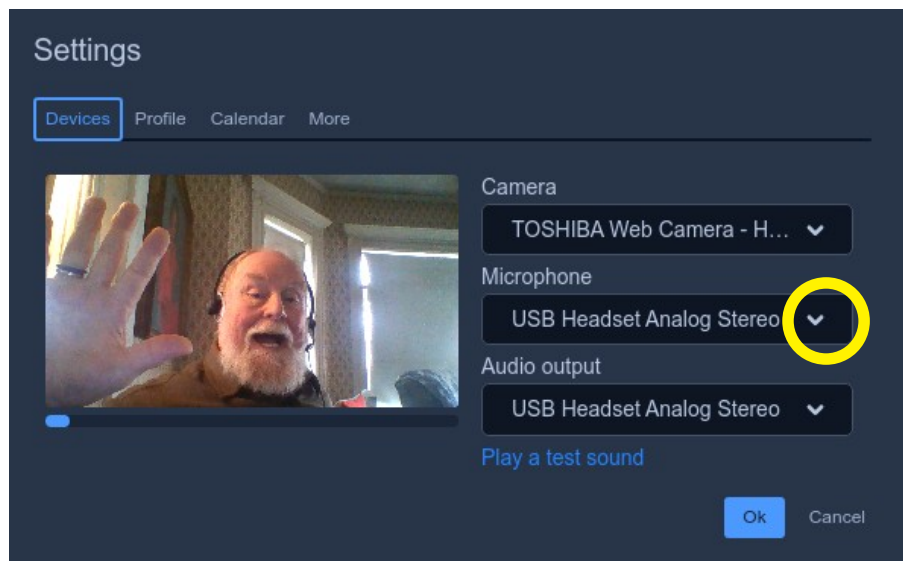 Settings
Devices Profile Calendar More
Camera
TOSHIBA Web Camera - H...
Microphone
USB Headset Analog Stereo
Audio output
USB Headset Analog Stereo
Play a test sound
Ok Cancel